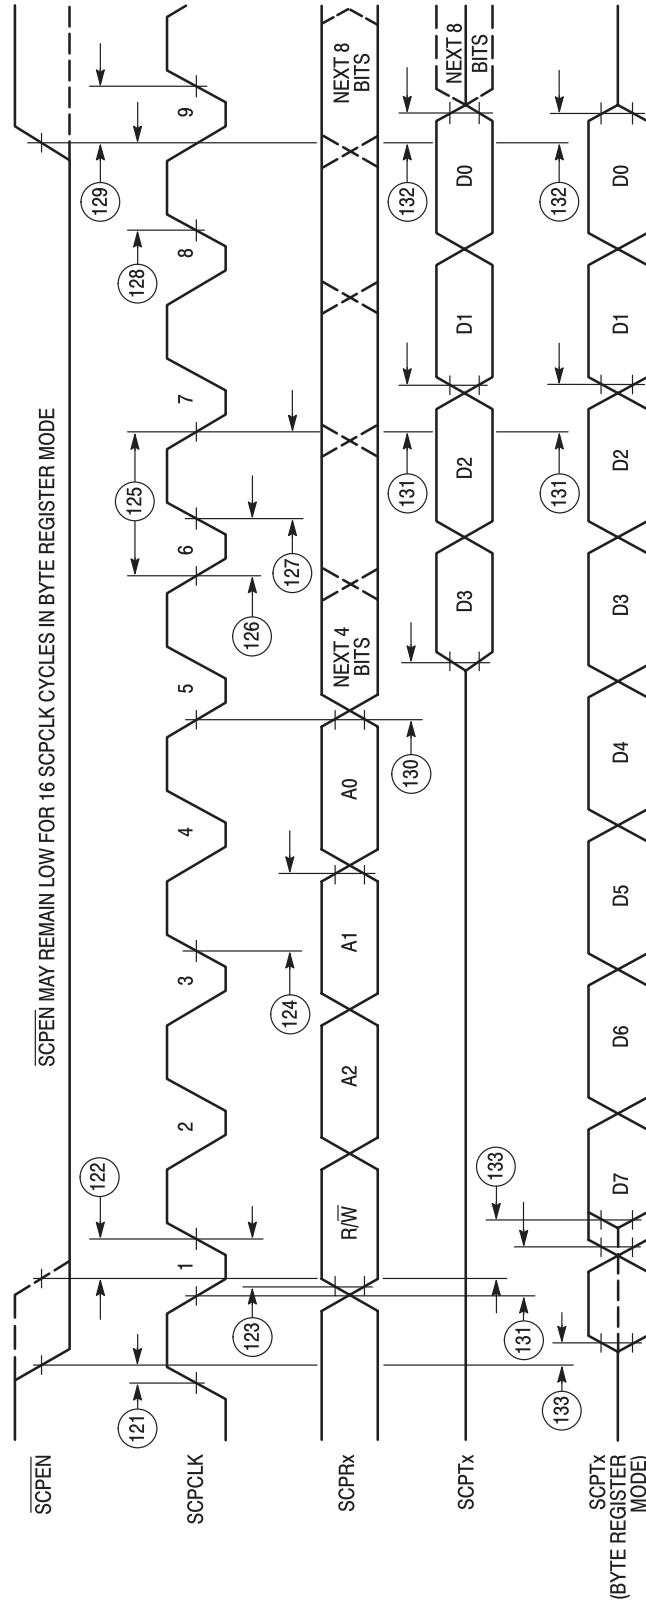 SCPEN
SCPEN MAY REMAIN LOW FOR 16 SCPCLK CYCLES IN BYTE REGISTER MODE
122
129
121
125
128
SCPCLK
1 2 3 4 5 6 7 8 9
123
126
124
127
SCPRx
R/W
A2
A1
A0
NEXT 4
BITS
NEXT 8
BITS
130
131
132
SCPTx
D3
D2
D1
D0
NEXT 8
BITS
133
131
133
131
132
SCPTx
(BYTE REGISTER
MODE)
D7
D6
D5
D4
D3
D2
D1
D0